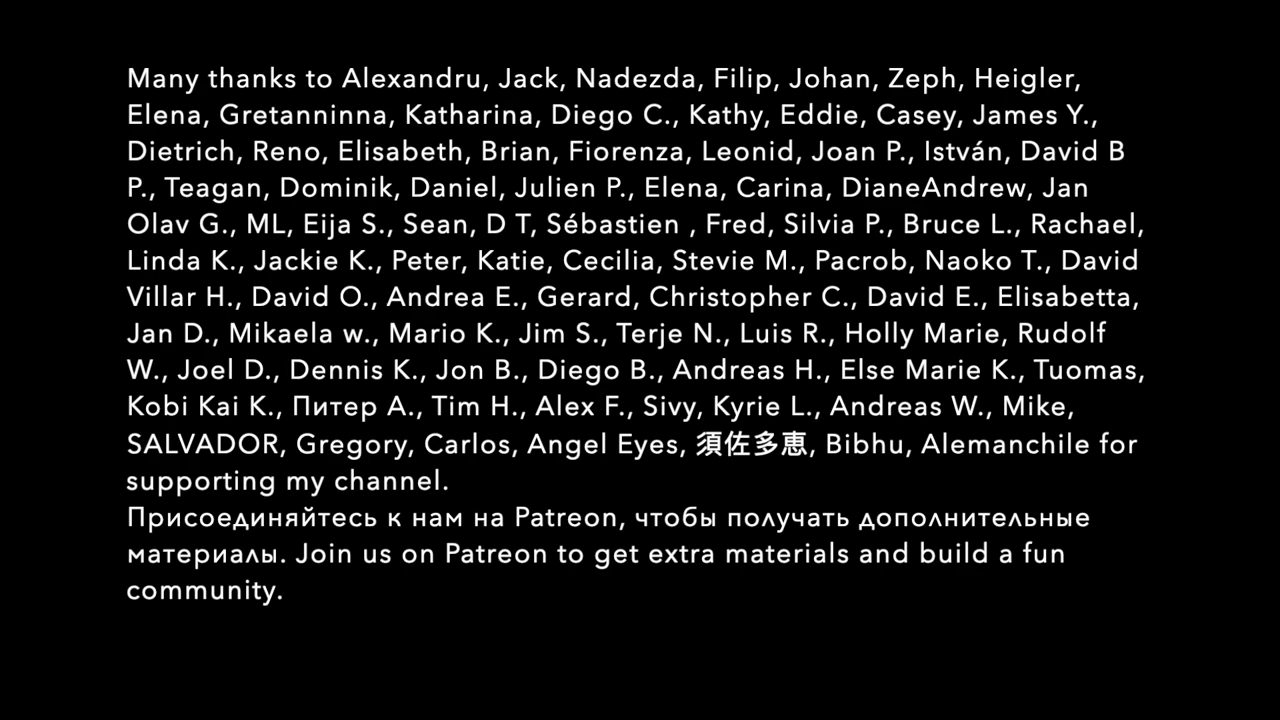 Many thanks to Alexandru, Jack, Nadezda, Filip, Johan, Zeph, Heigler,
Elena, Gretanninna, Katharina, Diego C., Kathy, Eddie, Casey, James Y.,
Dietrich, Reno, Elisabeth, Brian, Fiorenza, Leonid, Joan P., István, David B
P., Teagan, Dominik, Daniel, Julien P., Elena, Carina, DianeAndrew, Jan
Olav G., ML, Eija S., Sean, D T, Sébastien , Fred, Silvia P., Bruce L., Rachael,
Linda K., Jackie K., Peter, Katie, Cecilia, Stevie M., Pacrob, Naoko T., David
Villar H., David O., Andrea E., Gerard, Christopher C., David E., Elisabetta,
Jan D., Mikaela w., Mario K., Jim S., Terje N., Luis R., Holly Marie, Rudolf
W., Joel D., Dennis K., Jon B., Diego B., Andreas H., Else Marie K., Tuomas,
Kobi Kai K., Питер А., Tim H., Alex F., Sivy, Kyrie L., Andreas W., Mike,
SALVADOR, Gregory, Carlos, Angel Eyes, 須佐多恵, Bibhu, Alemanchile for
supporting my channel.
Присоединяйтесь к нам на Patreon, чтобы получать дополнительные
материалы. Join us on Patreon to get extra materials and build a fun
community.